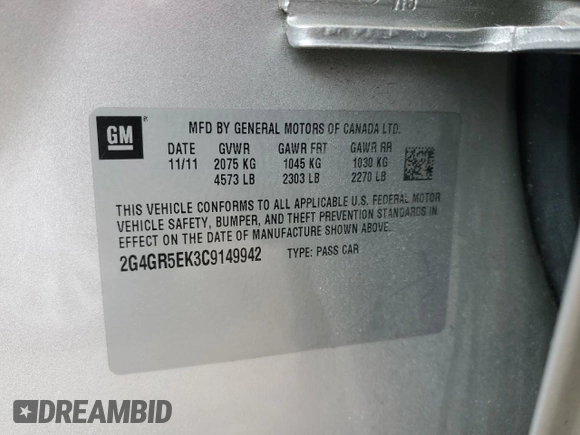 GM
MFD BY GENERAL MOTORS OF CANADA LTD.
DATE GVWR GAWR FRT GAWR RR
11/11 2075 KG 1045 KG 1030 KG
4573 LB 2303 LB 2270 LB
THIS VEHICLE CONFORMS TO ALL APPLICABLE U.S. FEDERAL MOTOR
VEHICLE SAFETY, BUMPER, AND THEFT PREVENTION STANDARDS IN
EFFECT ON THE DATE OF MANUFACTURE SHOWN ABOVE.
2G4GR5EK3C9149942 TYPE: PASS CAR
DREAMBID